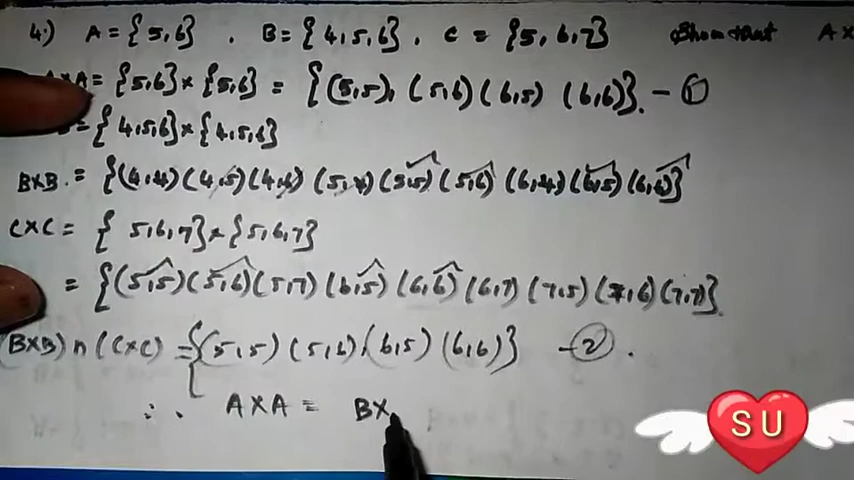 4.) A = {5,6} . B = {4,5,6} . C = {5,6,7} Show that A×
A×A = {5,6} × {5,6} = {(5,5), (5,6) (6,5) (6,6)}. – ①
= {4,5,6} × {4,5,6}
B×B. = {(4,4) (4,5) (4,6) (5,4) (5,5) (5,6) (6,4) (6,5) (6,6)}
C×C = { 5,6,7} × {5,6,7}
= {(5,5) (5,6) (5,7) (6,5) (6,6) (6,7) (7,5) (7,6) (7,7)}.
(B×B) n (C×C) = {(5,5) (5,6) (6,5) (6,6)} – ② .
∴ A×A = B×
SU